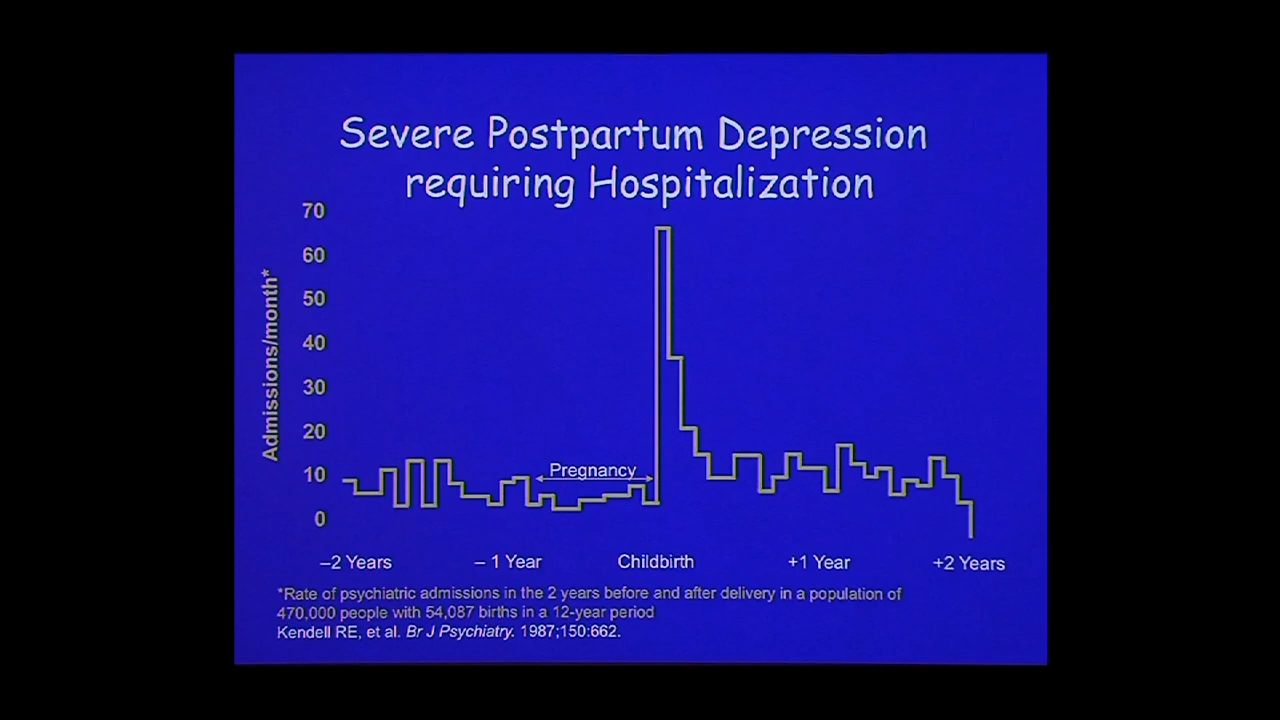 Severe Postpartum Depression
requiring Hospitalization
70
60
50
40
30
20
10
0
Admissions/month*
Pregnancy
–2 Years
– 1 Year
Childbirth
+1 Year
+2 Years
*Rate of psychiatric admissions in the 2 years before and after delivery in a population of
470,000 people with 54,087 births in a 12-year period
Kendell RE, et al. Br J Psychiatry. 1987;150:662.